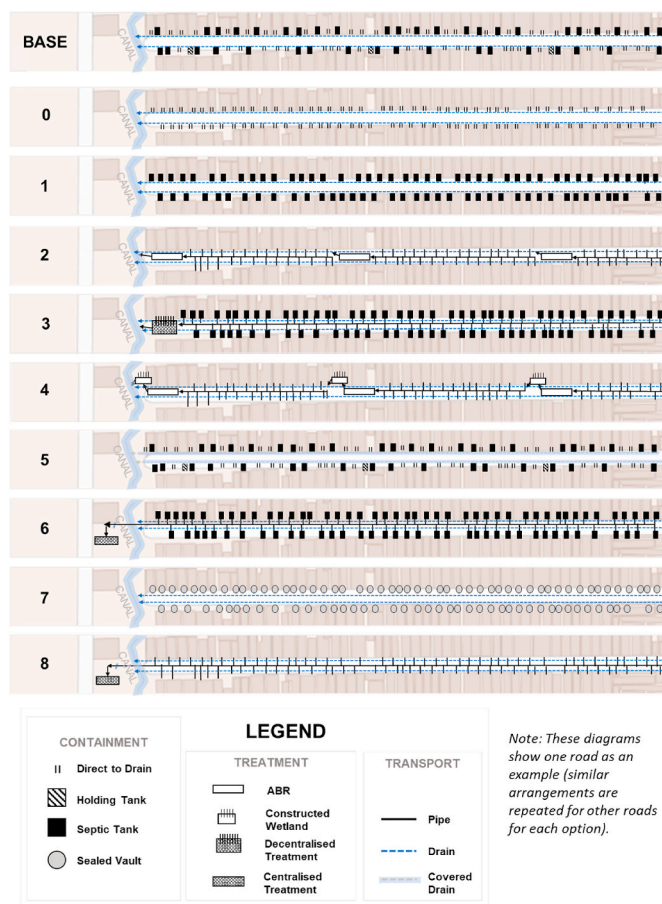 BASE
CANAL
0
CANAL
1
CANAL
2
CANAL
3
CANAL
4
CANAL
5
CANAL
6
CANAL
7
CANAL
8
CANAL
LEGEND
CONTAINMENT
Direct to Drain
Holding Tank
Septic Tank
Sealed Vault
TREATMENT
ABR
Constructed
Wetland
Decentralised
Treatment
Centralised
Treatment
TRANSPORT
Pipe
Drain
Covered
Drain
Note: These diagrams
show one road as an
example (similar
arrangements are
repeated for other roads
for each option).